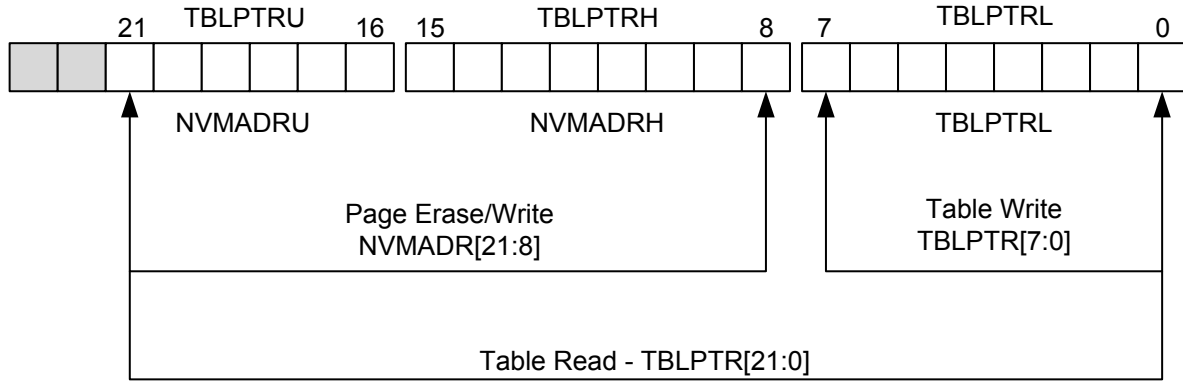 TBLPTRU TBLPTRH TBLPTRL
21 16 15 8 7 0
NVMADRU NVMADRH TBLPTRL
Page Erase/Write
NVMADR[21:8]
Table Write
TBLPTR[7:0]
Table Read - TBLPTR[21:0]